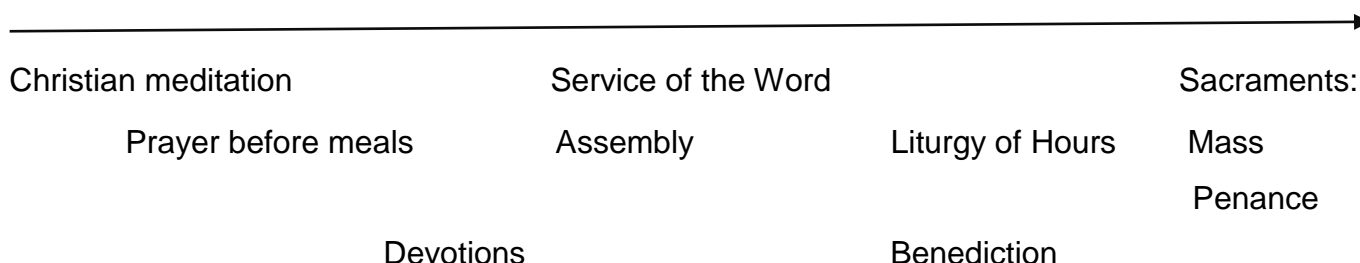 Christian meditation Service of the Word Sacraments:
Prayer before meals Assembly Liturgy of Hours Mass
Penance
Devotions Benediction